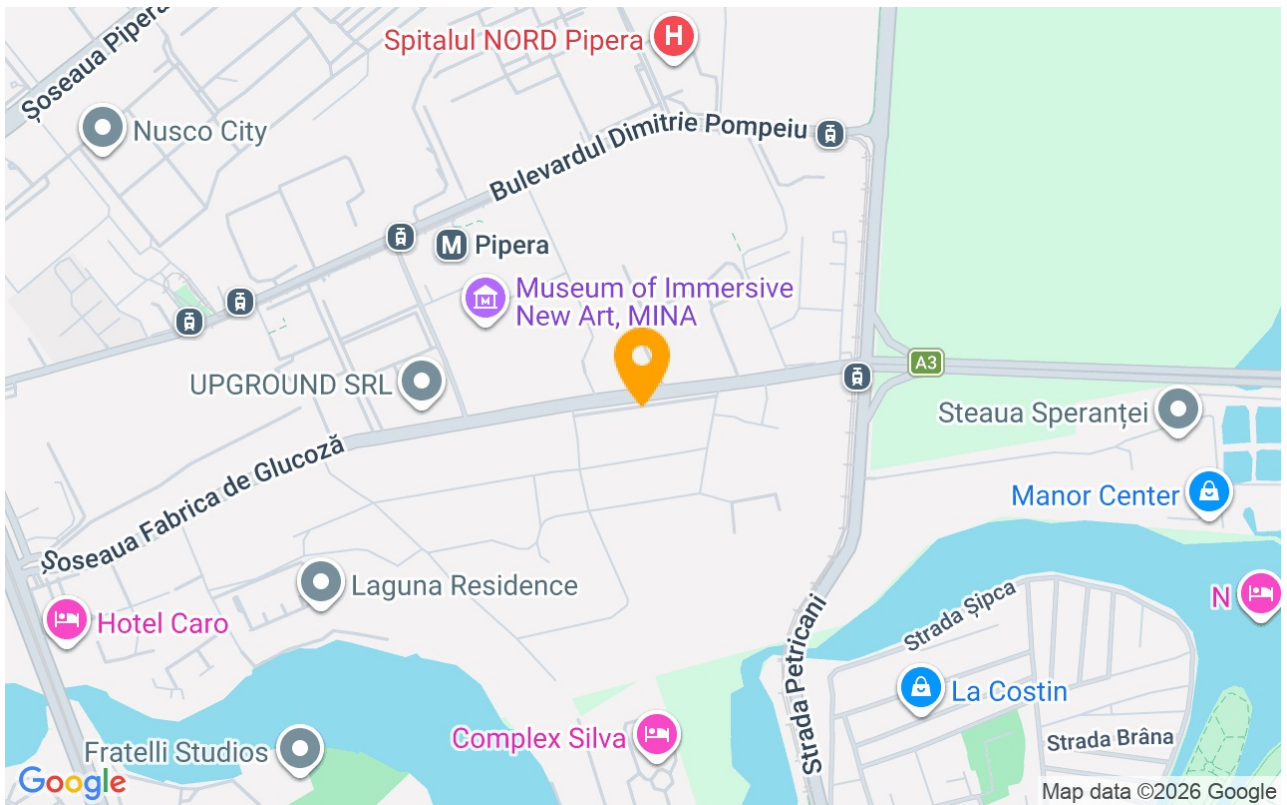 Șoseaua Pipera
Spitalul NORD Pipera
H
Nusco City
Bulevardul Dimitrie Pompeiu
M Pipera
Museum of Immersive
New Art, MINA
UPGROUND SRL
A3
Steaua Speranței
Șoseaua Fabrica de Glucoză
Manor Center
Laguna Residence
Hotel Caro
N
Strada Șipca
Strada Petricani
La Costin
Complex Silva
Strada Brâna
Fratelli Studios
Google
Map data ©2026 Google